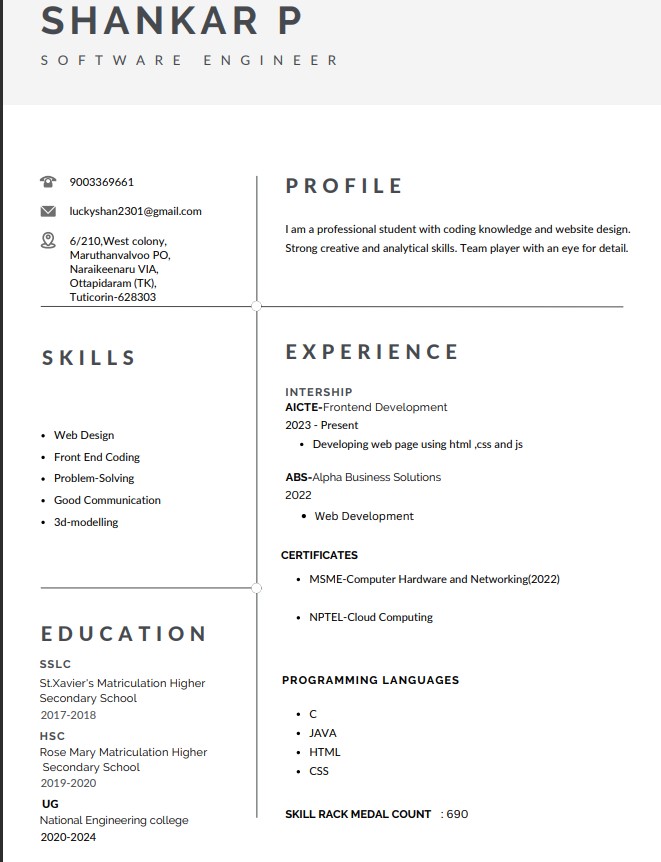 SHANKAR P
SOFTWARE ENGINEER
9003369661
luckyshan2301@gmail.com
6/210,West colony,
Maruthanvalvoo PO,
Naraikeenaru VIA,
Ottapidaram (TK),
Tuticorin-628303
PROFILE
I am a professional student with coding knowledge and website design.
Strong creative and analytical skills. Team player with an eye for detail.
SKILLS
• Web Design
• Front End Coding
• Problem-Solving
• Good Communication
• 3d-modelling
EXPERIENCE
INTERSHIP
AICTE-Frontend Development
2023 - Present
• Developing web page using html ,css and js
ABS-Alpha Business Solutions
2022
• Web Development
CERTIFICATES
• MSME-Computer Hardware and Networking(2022)
• NPTEL-Cloud Computing
EDUCATION
SSLC
St.Xavier's Matriculation Higher
Secondary School
2017-2018
HSC
Rose Mary Matriculation Higher
Secondary School
2019-2020
UG
National Engineering college
2020-2024
PROGRAMMING LANGUAGES
• C
• JAVA
• HTML
• CSS
SKILL RACK MEDAL COUNT : 690